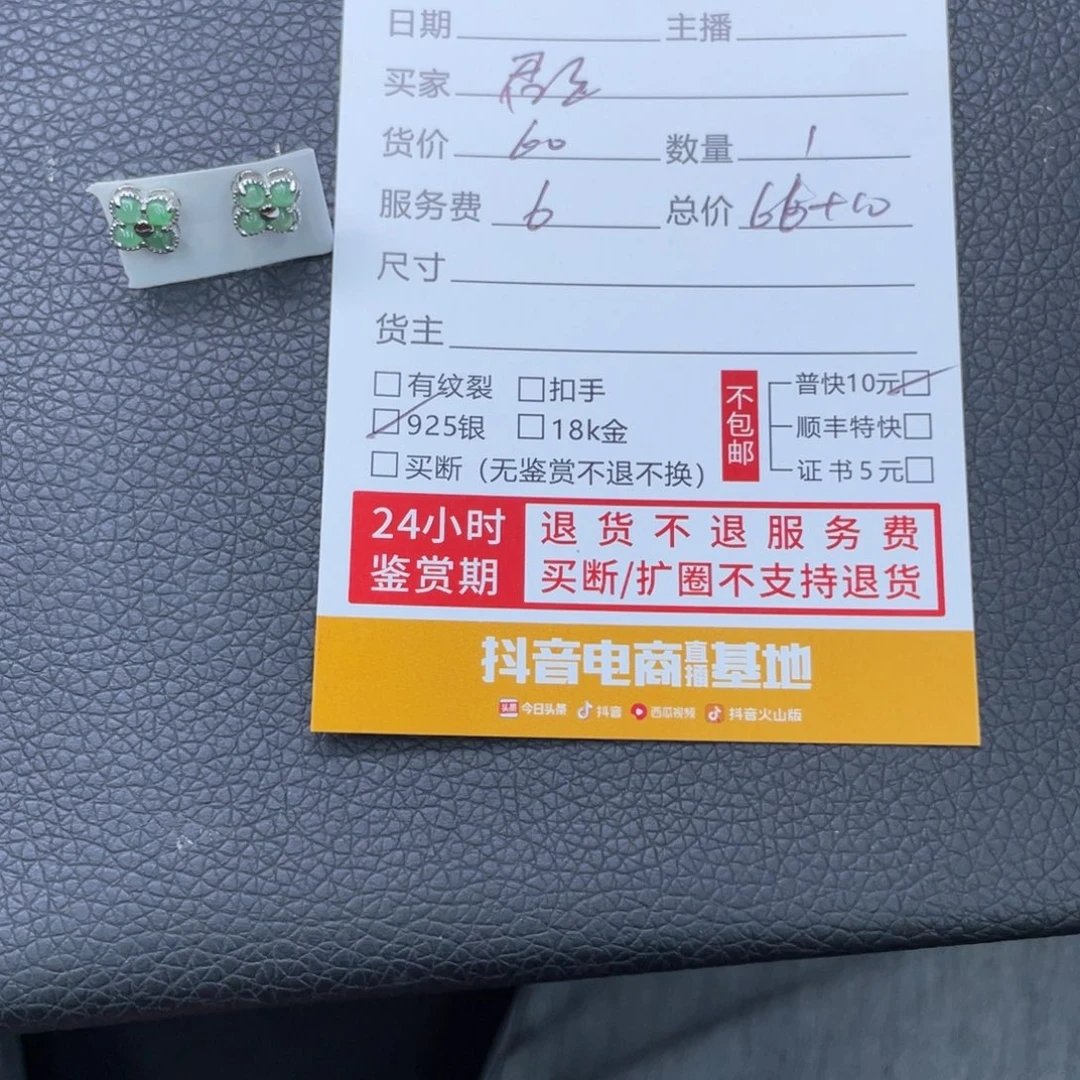 日期 主播
买家
货价 60 数量 1
服务费 6 总价 66+10
尺寸
货主
有纹裂 扣手 不包邮 普快10元
925银 18k金 顺丰特快
买断（无鉴赏不退不换） 证书5元
24小时鉴赏期 退货不退服务费
买断/扩圈不支持退货
抖音电商直播基地
头条 今日头条 抖音 西瓜视频 抖音火山版